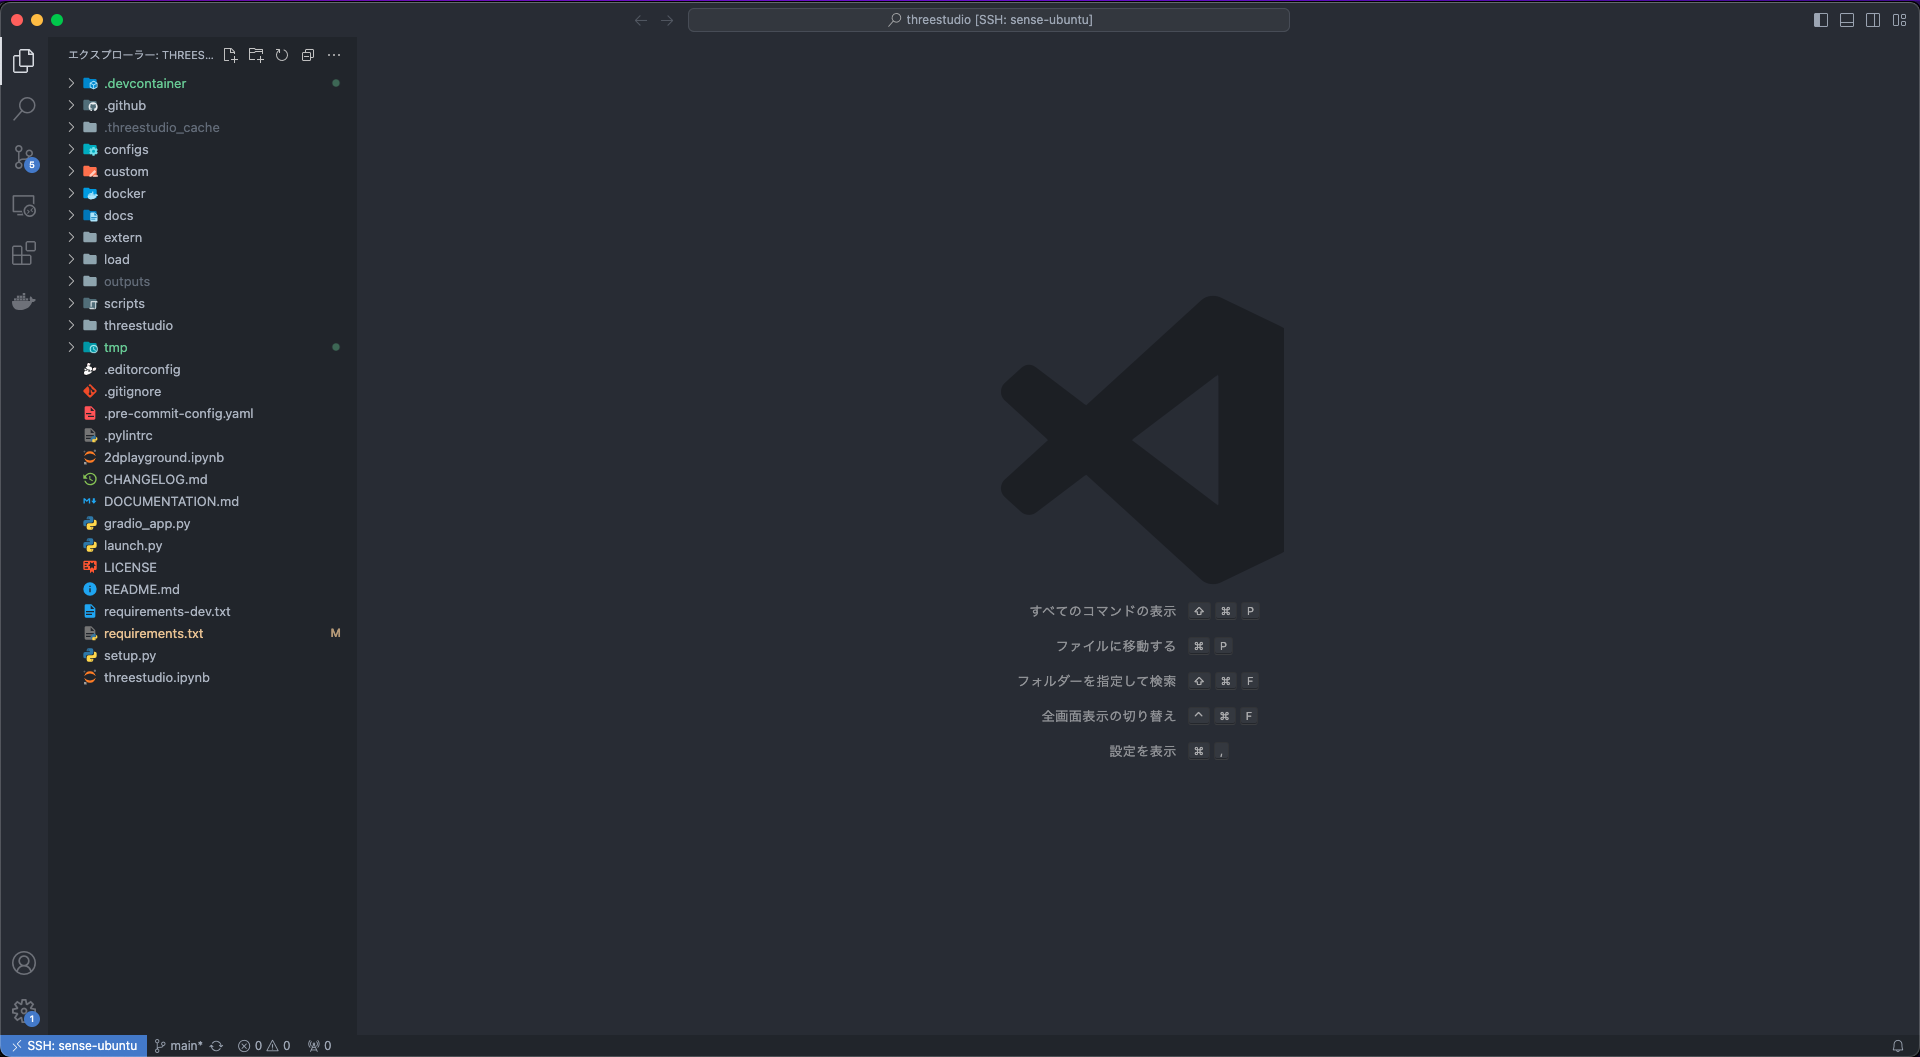 threestudio [SSH: sense-ubuntu]
エクスプローラー: THREES...
.devcontainer
.github
.threestudio_cache
configs
custom
docker
docs
extern
load
outputs
scripts
threestudio
tmp
.editorconfig
.gitignore
.pre-commit-config.yaml
.pylintrc
2dplayground.ipynb
CHANGELOG.md
DOCUMENTATION.md
gradio_app.py
launch.py
LICENSE
README.md
requirements-dev.txt
requirements.txt M
setup.py
threestudio.ipynb
5
1
すべてのコマンドの表示 ⇧ ⌘ P
ファイルに移動する ⌘ P
フォルダーを指定して検索 ⇧ ⌘ F
全画面表示の切り替え ^ ⌘ F
設定を表示 ⌘ ,
SSH: sense-ubuntu main* 0 0 0